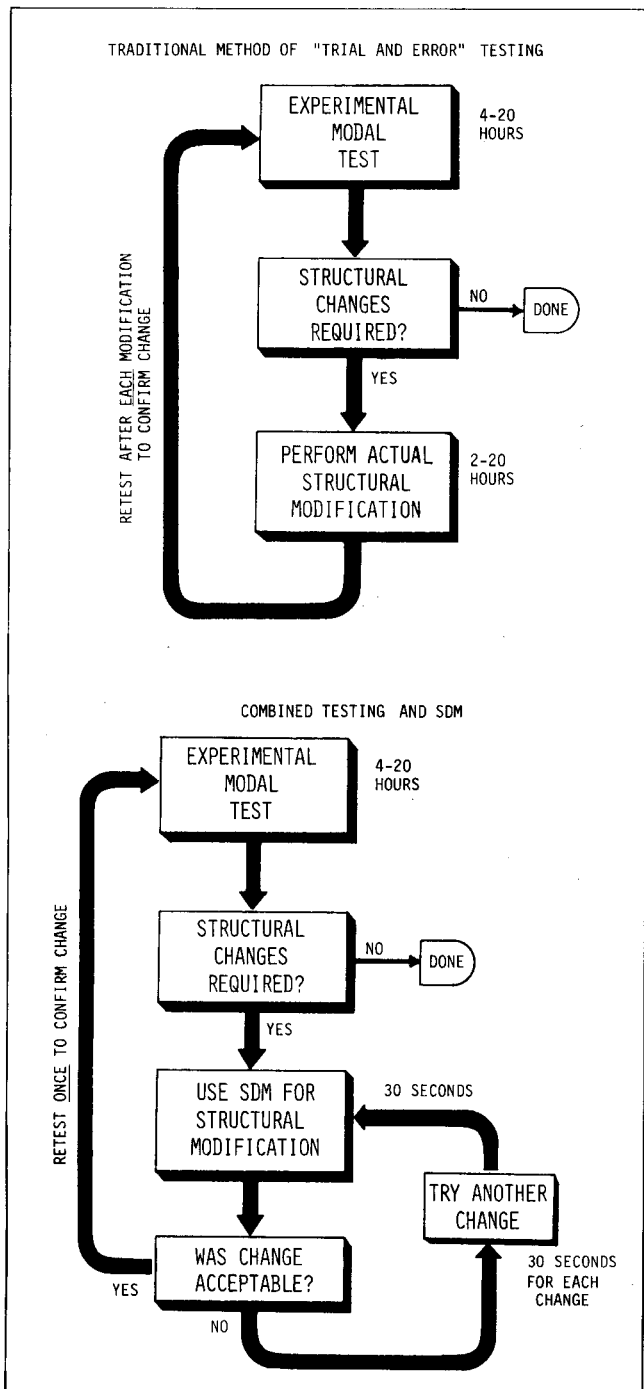 TRADITIONAL METHOD OF "TRIAL AND ERROR" TESTING
EXPERIMENTAL
MODAL
TEST
4-20
HOURS
STRUCTURAL
CHANGES
REQUIRED?
NO
DONE
YES
PERFORM ACTUAL
STRUCTURAL
MODIFICATION
2-20
HOURS
RETEST AFTER EACH MODIFICATION
TO CONFIRM CHANGE
COMBINED TESTING AND SDM
EXPERIMENTAL
MODAL
TEST
4-20
HOURS
STRUCTURAL
CHANGES
REQUIRED?
NO
DONE
YES
USE SDM FOR
STRUCTURAL
MODIFICATION
30 SECONDS
TRY ANOTHER
CHANGE
30 SECONDS
FOR EACH
CHANGE
WAS CHANGE
ACCEPTABLE?
YES
NO
RETEST ONCE TO CONFIRM CHANGE